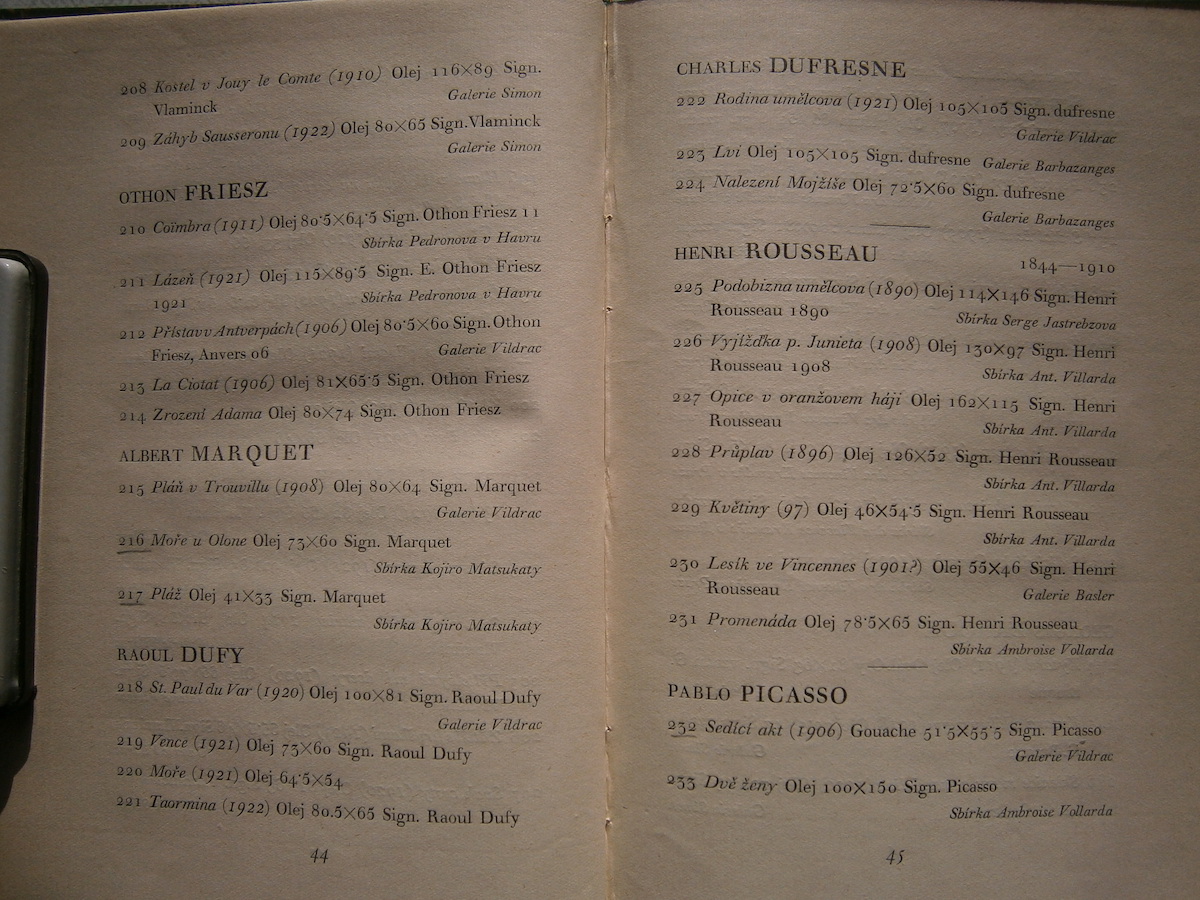 208 Kostel v Jouy le Comte (1910) Olej 116×89 Sign.
Vlaminck
Galerie Simon
209 Záhyb Sausseronu (1922) Olej 80×65 Sign. Vlaminck
Galerie Simon
OTHON FRIESZ
210 Coïmbra (1911) Olej 80·5×64·5 Sign. Othon Friesz 11
Sbírka Pedronova v Havru
211 Lázeň (1921) Olej 115×89·5 Sign. E. Othon Friesz
1921 Sbírka Pedronova v Havru
212 Přístav v Antverpách (1906) Olej 80·5×60 Sign. Othon
Friesz, Anvers 06 Galerie Vildrac
213 La Ciotat (1906) Olej 81×65·5 Sign. Othon Friesz
214 Zrození Adama Olej 80×74 Sign. Othon Friesz
ALBERT MARQUET
215 Pláň v Trouvillu (1908) Olej 80×64 Sign. Marquet
Galerie Vildrac
216 Moře u Olone Olej 73×60 Sign. Marquet
Sbírka Kojiro Matsukaty
217 Pláž Olej 41×33 Sign. Marquet
Sbírka Kojiro Matsukaty
RAOUL DUFY
218 St. Paul du Var (1920) Olej 100×81 Sign. Raoul Dufy
Galerie Vildrac
219 Vence (1921) Olej 73×60 Sign. Raoul Dufy
220 Moře (1921) Olej 64·5×54
221 Taormina (1922) Olej 80.5×65 Sign. Raoul Dufy
44
CHARLES DUFRESNE
222 Rodina umělcova (1921) Olej 105×105 Sign. dufresne
Galerie Vildrac
223 Lvi Olej 105×105 Sign. dufresne Galerie Barbazanges
224 Nalezení Mojžíše Olej 72·5×60 Sign. dufresne
Galerie Barbazanges
HENRI ROUSSEAU 1844—1910
225 Podobizna umělcova (1890) Olej 114×146 Sign. Henri
Rousseau 1890 Sbírka Serge Jastrebzova
226 Vyjížďka p. Junieta (1908) Olej 130×97 Sign. Henri
Rousseau 1908 Sbírka Ant. Villarda
227 Opice v oranžovem háji Olej 162×115 Sign. Henri
Rousseau Sbírka Ant. Villarda
228 Průplav (1896) Olej 126×52 Sign. Henri Rousseau
Sbírka Ant. Villarda
229 Květiny (97) Olej 46×54·5 Sign. Henri Rousseau
Sbírka Ant. Villarda
230 Lesík ve Vincennes (1901?) Olej 55×46 Sign. Henri
Rousseau Galerie Basler
231 Promenáda Olej 78·5×65 Sign. Henri Rousseau
Sbírka Ambroise Vollarda
PABLO PICASSO
232 Sedící akt (1906) Gouache 51·5×55·5 Sign. Picasso
Galerie Vildrac
233 Dvě ženy Olej 100×150 Sign. Picasso
Sbírka Ambroise Vollarda
45